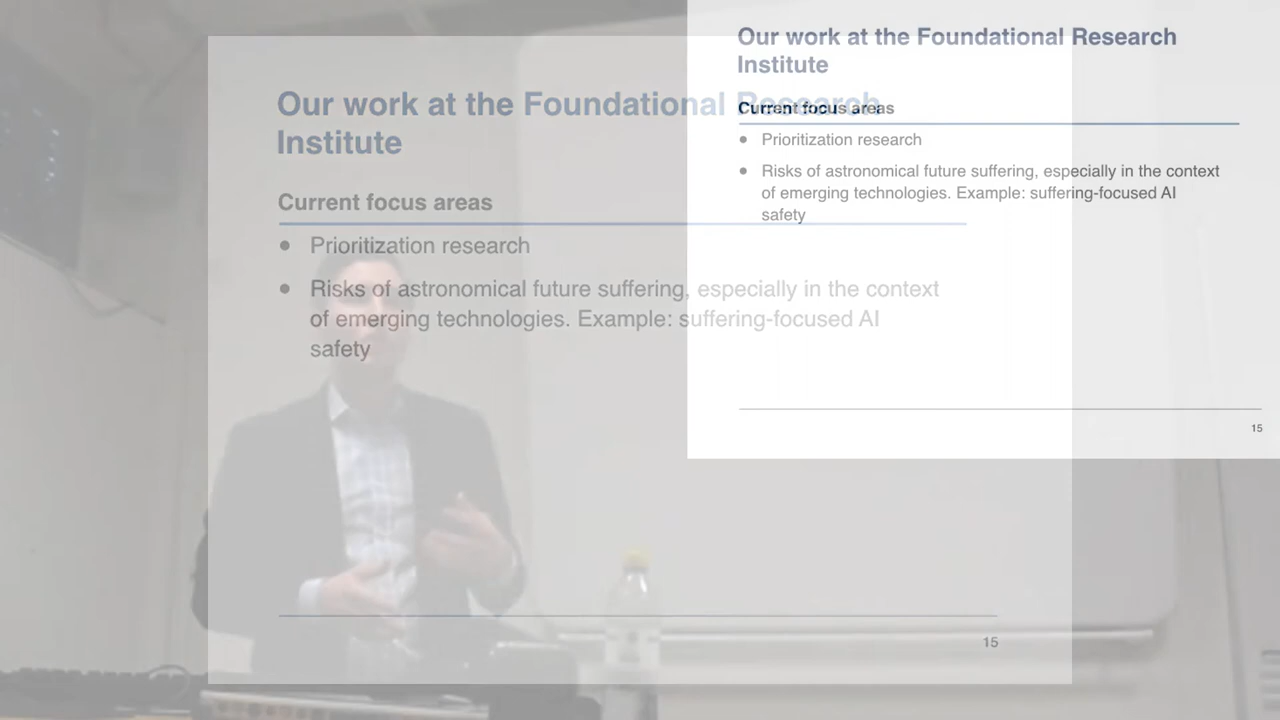 Our work at the Foundational Research
Institute
Current focus areas
Prioritization research
Risks of astronomical future suffering, especially in the context
of emerging technologies. Example: suffering-focused AI
safety
15
Our work at the Foundational Research
Institute
Current focus areas
Prioritization research
Risks of astronomical future suffering, especially in the context
of emerging technologies. Example: suffering-focused AI
safety
15